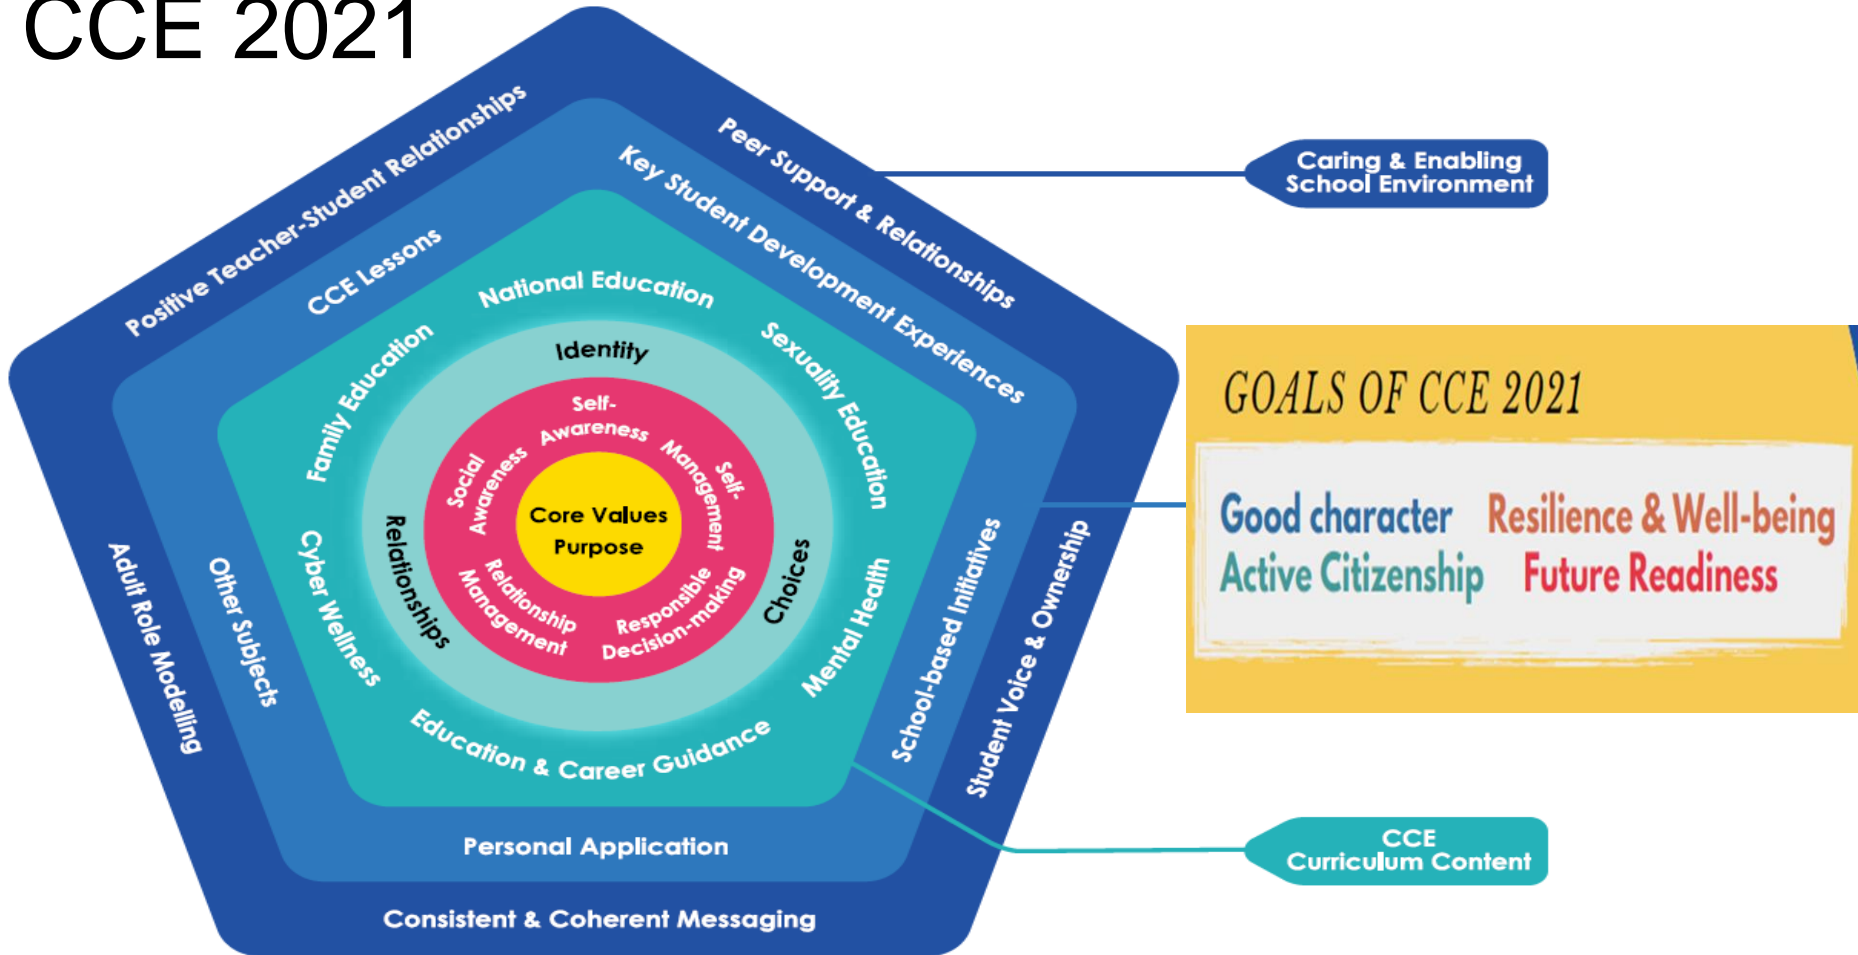 CCE 2021
Positive Teacher-Student Relationships
Peer Support & Relationships
Adult Role Modelling
Student Voice & Ownership
Consistent & Coherent Messaging
CCE Lessons
Key Student Development Experiences
Other Subjects
School-based Initiatives
Personal Application
National Education
Family Education
Sexuality Education
Cyber Wellness
Mental Health
Education & Career Guidance
Identity
Relationships
Choices
Self-
Awareness
Social
Awareness
Self-
Management
Relationship
Management
Responsible
Decision-making
Core Values
Purpose
Caring & Enabling
School Environment
GOALS OF CCE 2021
Good character Resilience & Well-being
Active Citizenship Future Readiness
CCE
Curriculum Content